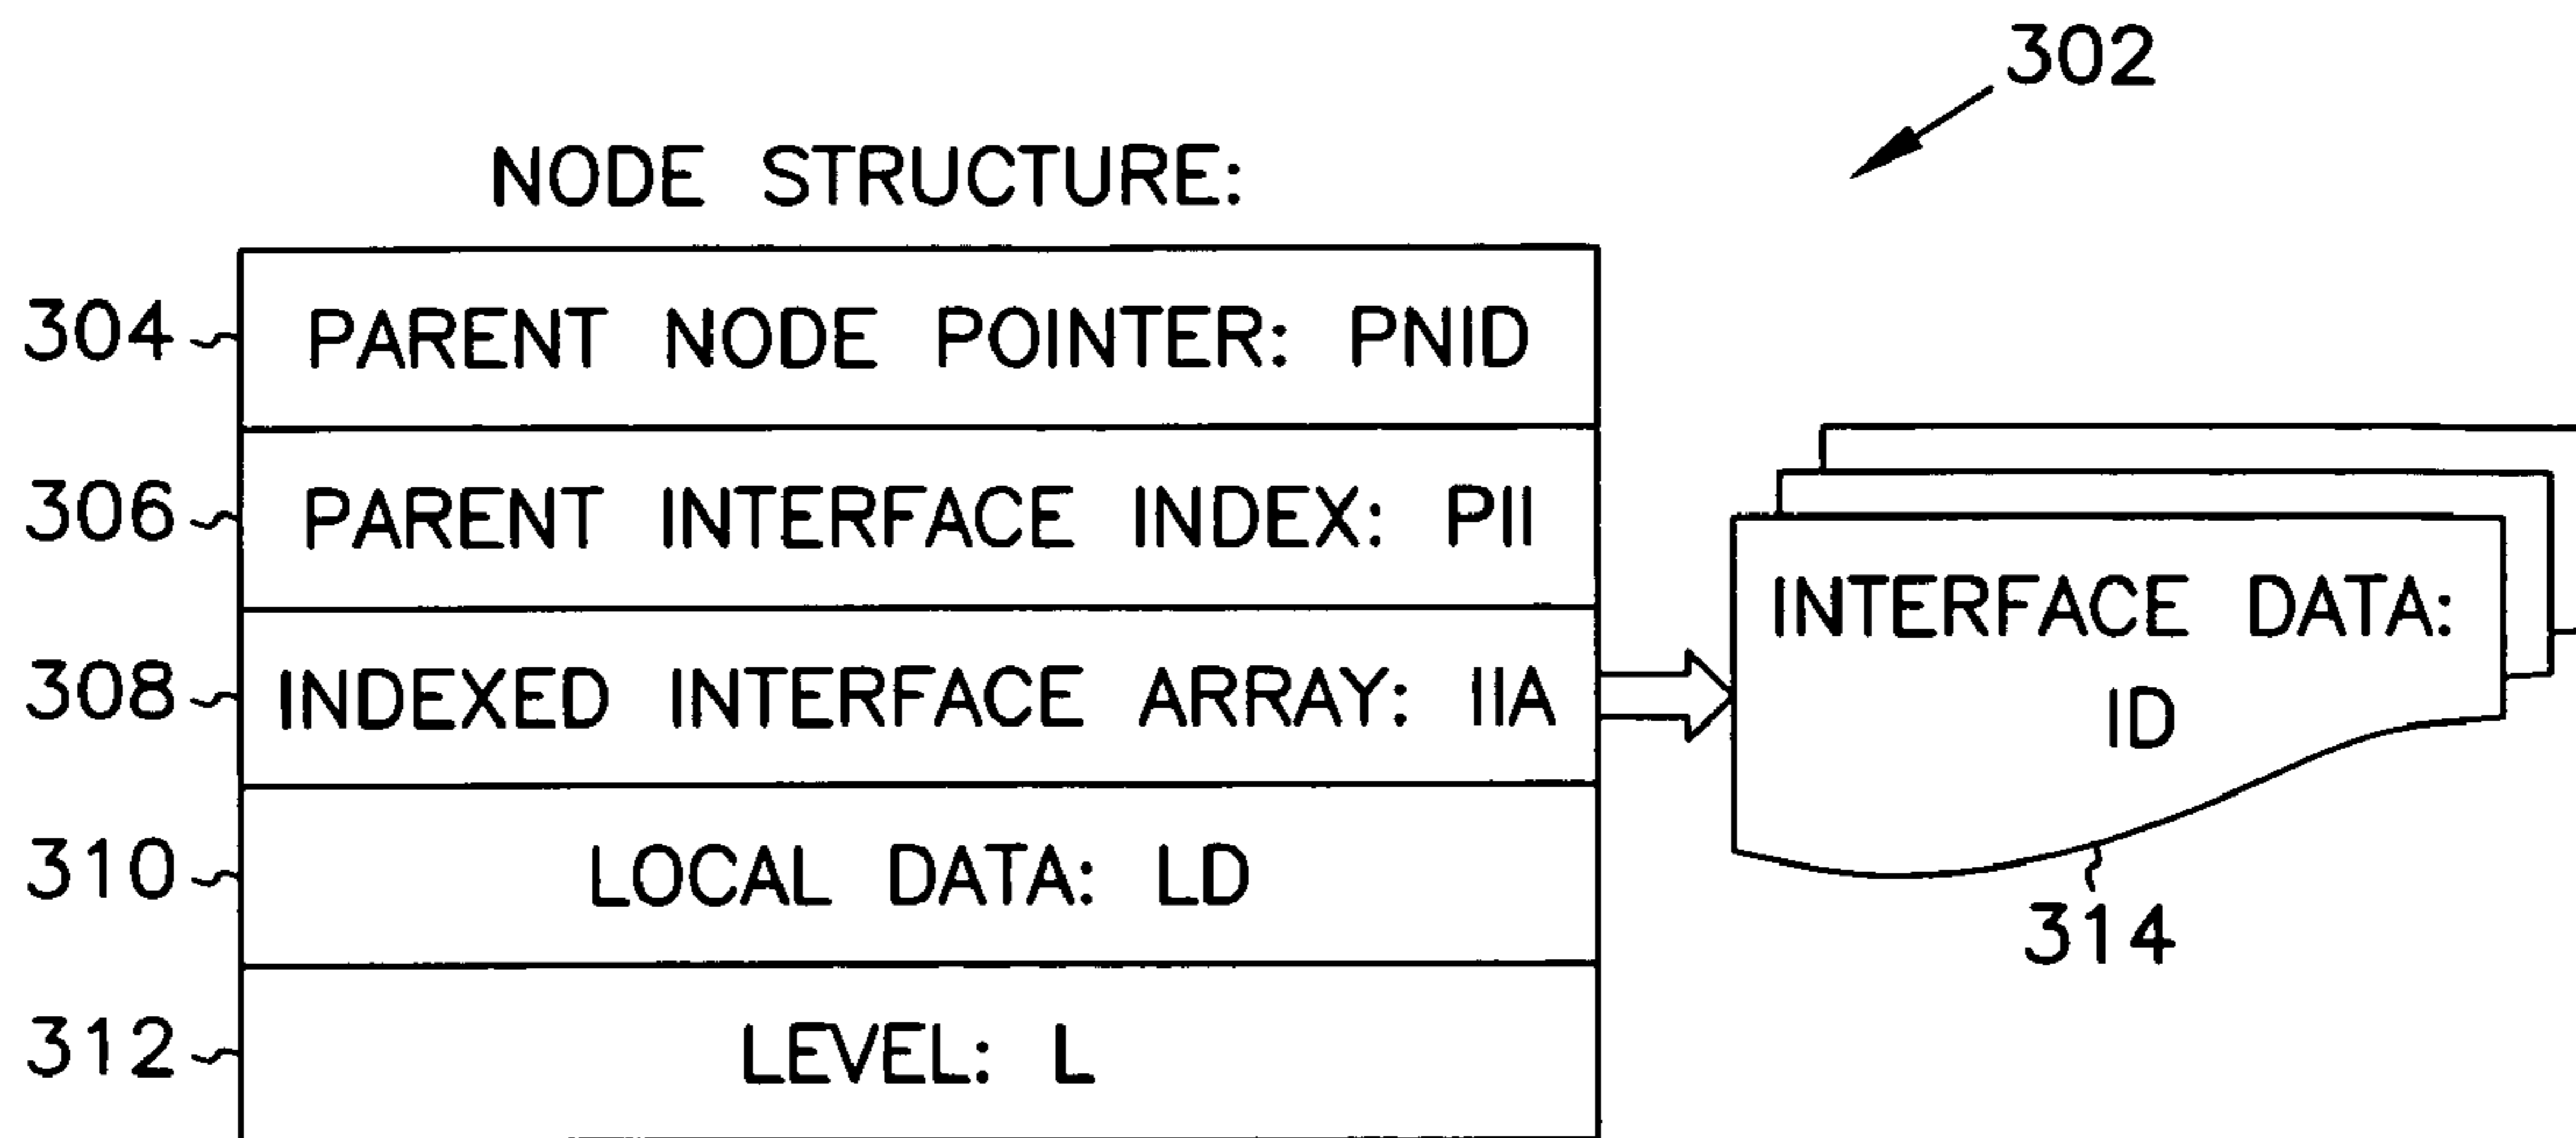 302
NODE STRUCTURE:
304 PARENT NODE POINTER: PNID
306 PARENT INTERFACE INDEX: PII
308 INDEXED INTERFACE ARRAY: IIA
INTERFACE DATA:
ID
310 LOCAL DATA: LD
314
312 LEVEL: L